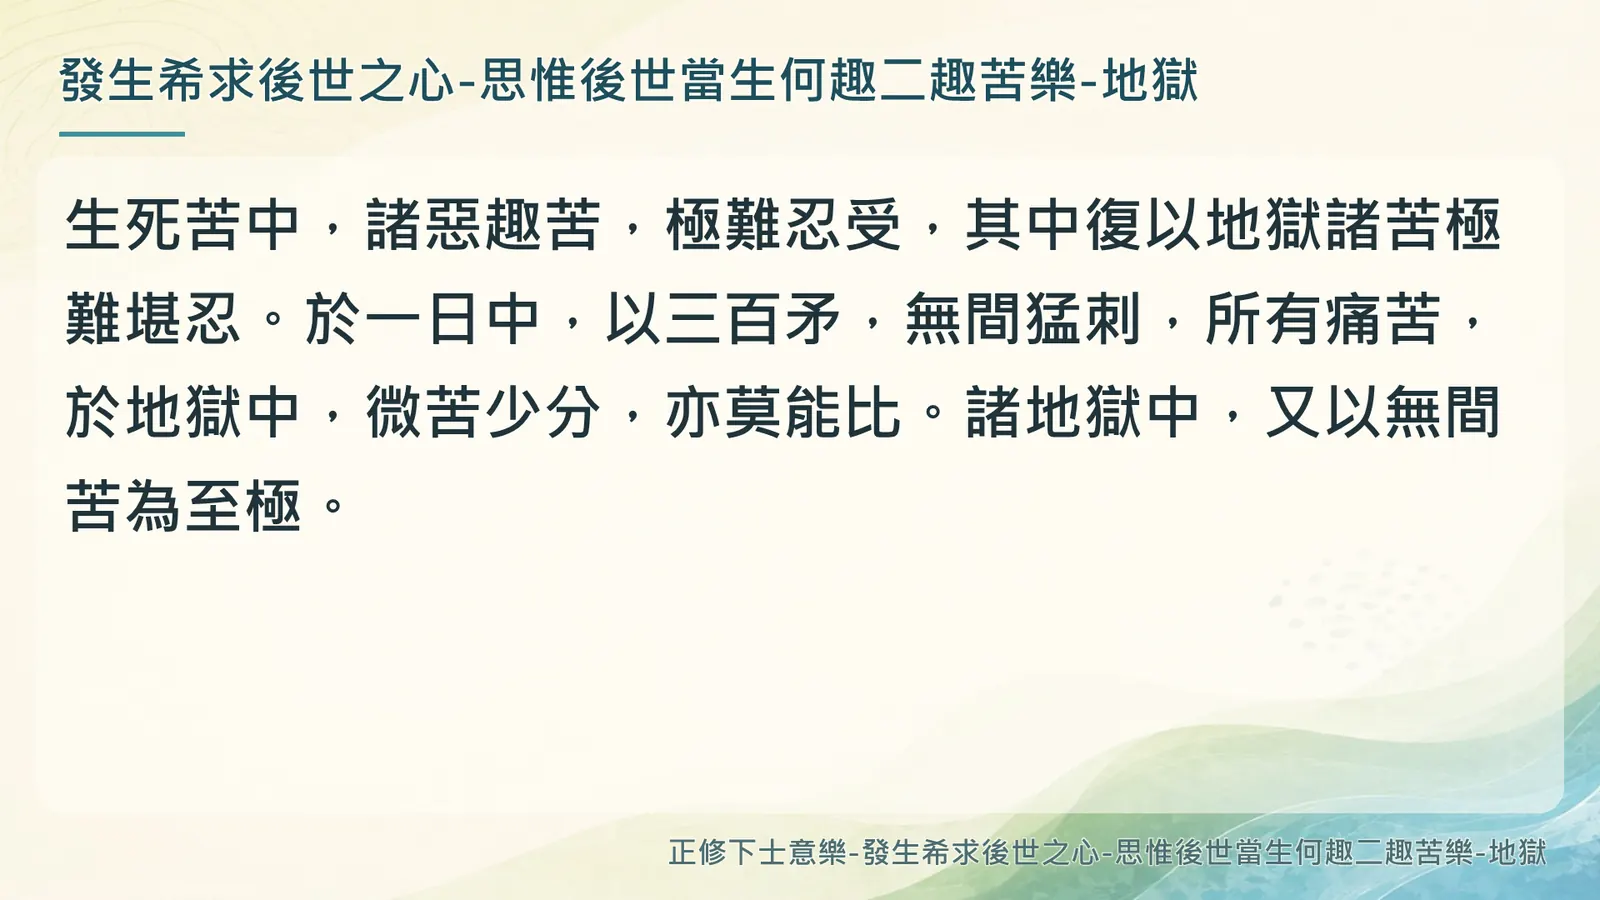 發生希求後世之心-思惟後世當生何趣二趣苦樂-地獄
生死苦中，諸惡趣苦，極難忍受，其中復以地獄諸苦極
難堪忍。於一日中，以三百矛，無間猛刺，所有痛苦，
於地獄中，微苦少分，亦莫能比。諸地獄中，又以無間
苦為至極。
正修下士意樂-發生希求後世之心-思惟後世當生何趣二趣苦樂-地獄